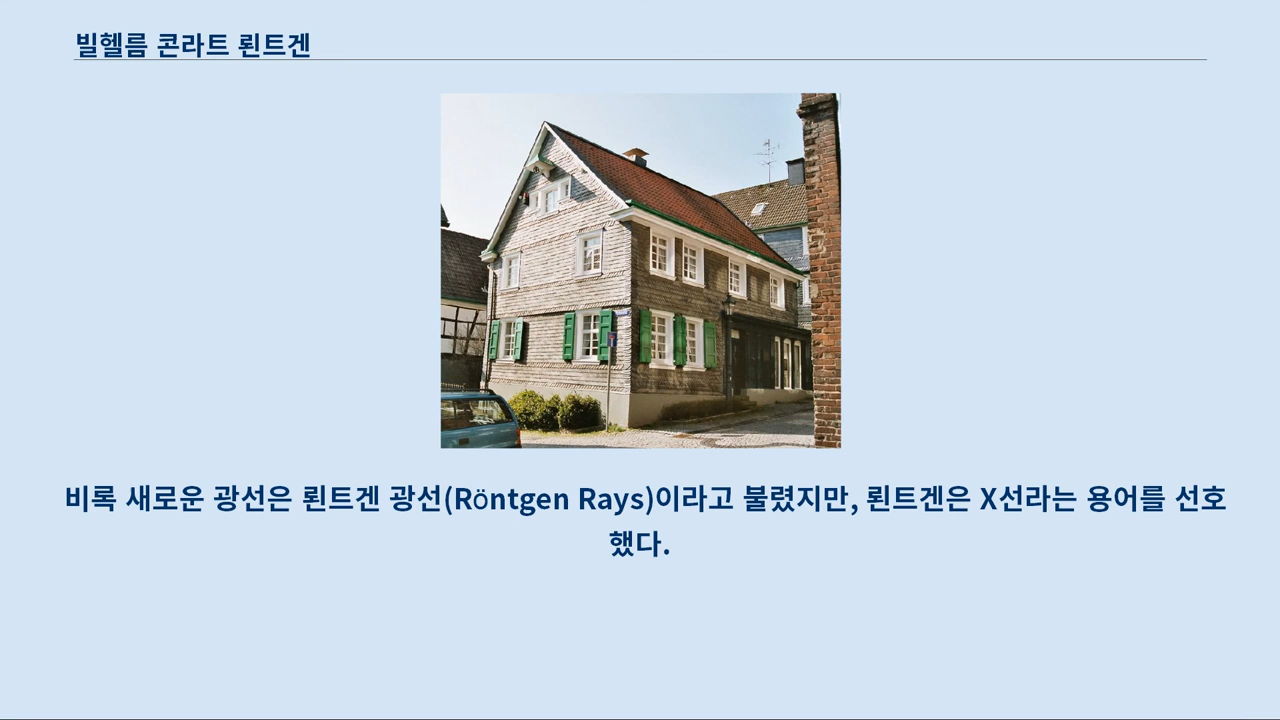 빌헬름 콘라트 뢴트겐
비록 새로운 광선은 뢴트겐 광선(Röntgen Rays)이라고 불렸지만, 뢴트겐은 X선라는 용어를 선호
했다.